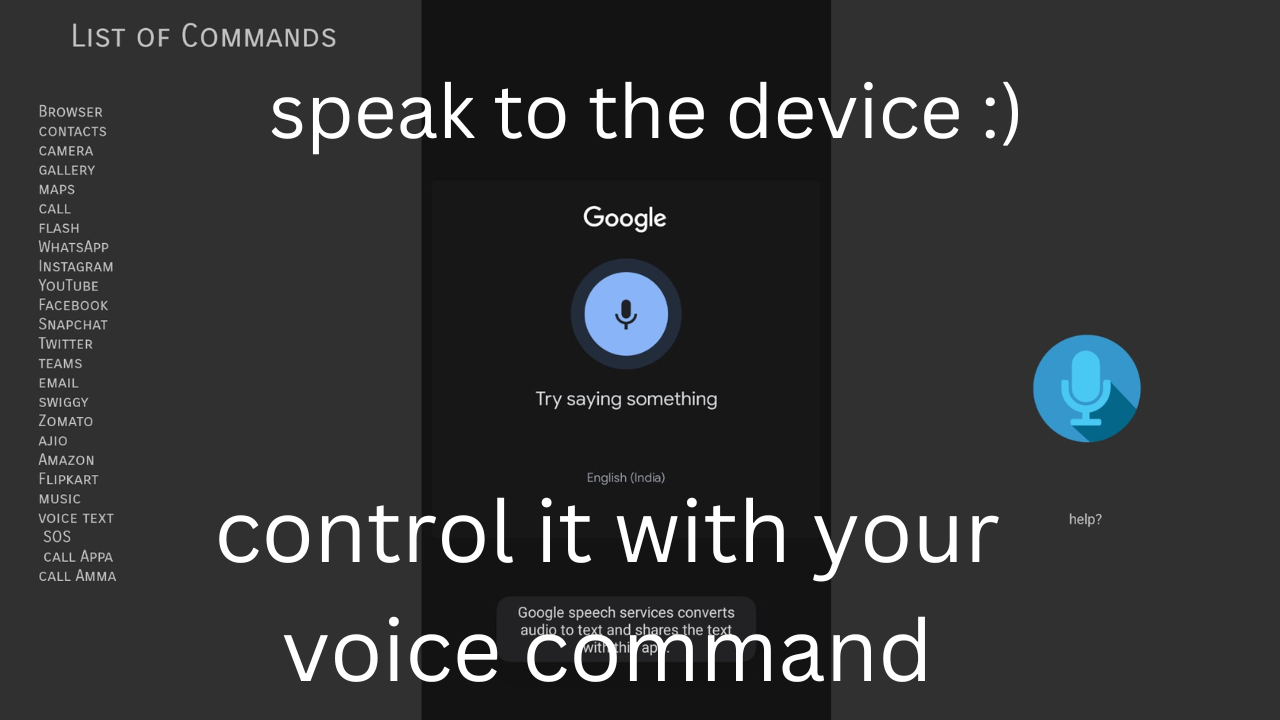 List of Commands
Browser
contacts
camera
gallery
maps
call
flash
WhatsApp
Instagram
YouTube
Facebook
Snapchat
Twitter
teams
email
swiggy
Zomato
ajio
Amazon
Flipkart
music
voice text
SOS
call Appa
call Amma
speak to the device :)
Google
Try saying something
English (India)
control it with your
voice command
Google speech services converts
audio to text and shares the text
with this app.
help?